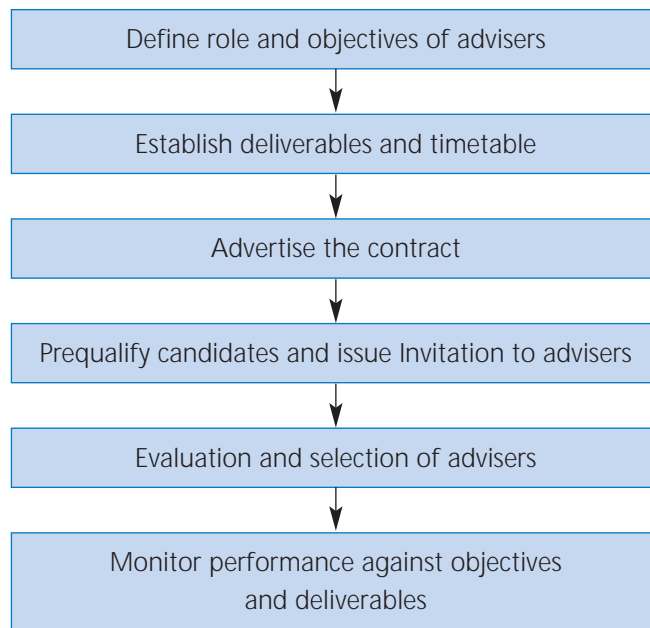 Define role and objectives of advisers
Establish deliverables and timetable
Advertise the contract
Prequalify candidates and issue Invitation to advisers
Evaluation and selection of advisers
Monitor performance against objectives
and deliverables